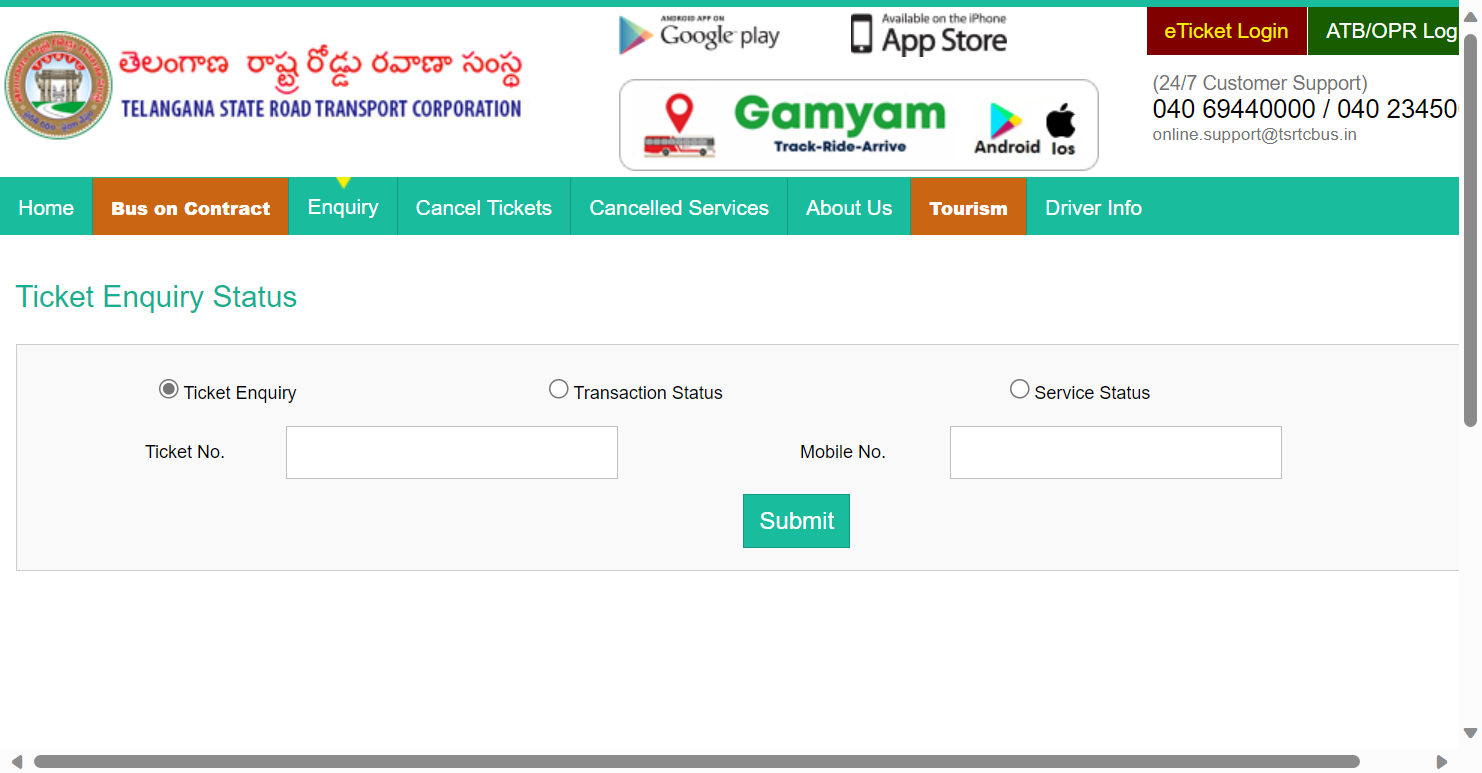 తెలంగాణ రాష్ట్ర రోడ్డు రవాణా సంస్థ
TELANGANA STATE ROAD TRANSPORT CORPORATION
ANDROID APP ON
Google play
Available on the iPhone
App Store
Gamyam
Track-Ride-Arrive
Android Ios
eTicket Login
ATB/OPR Log
(24/7 Customer Support)
040 69440000 / 040 23450
online.support@tsrtcbus.in
Home
Bus on Contract
Enquiry
Cancel Tickets
Cancelled Services
About Us
Tourism
Driver Info
Ticket Enquiry Status
Ticket Enquiry
Transaction Status
Service Status
Ticket No.
Mobile No.
Submit